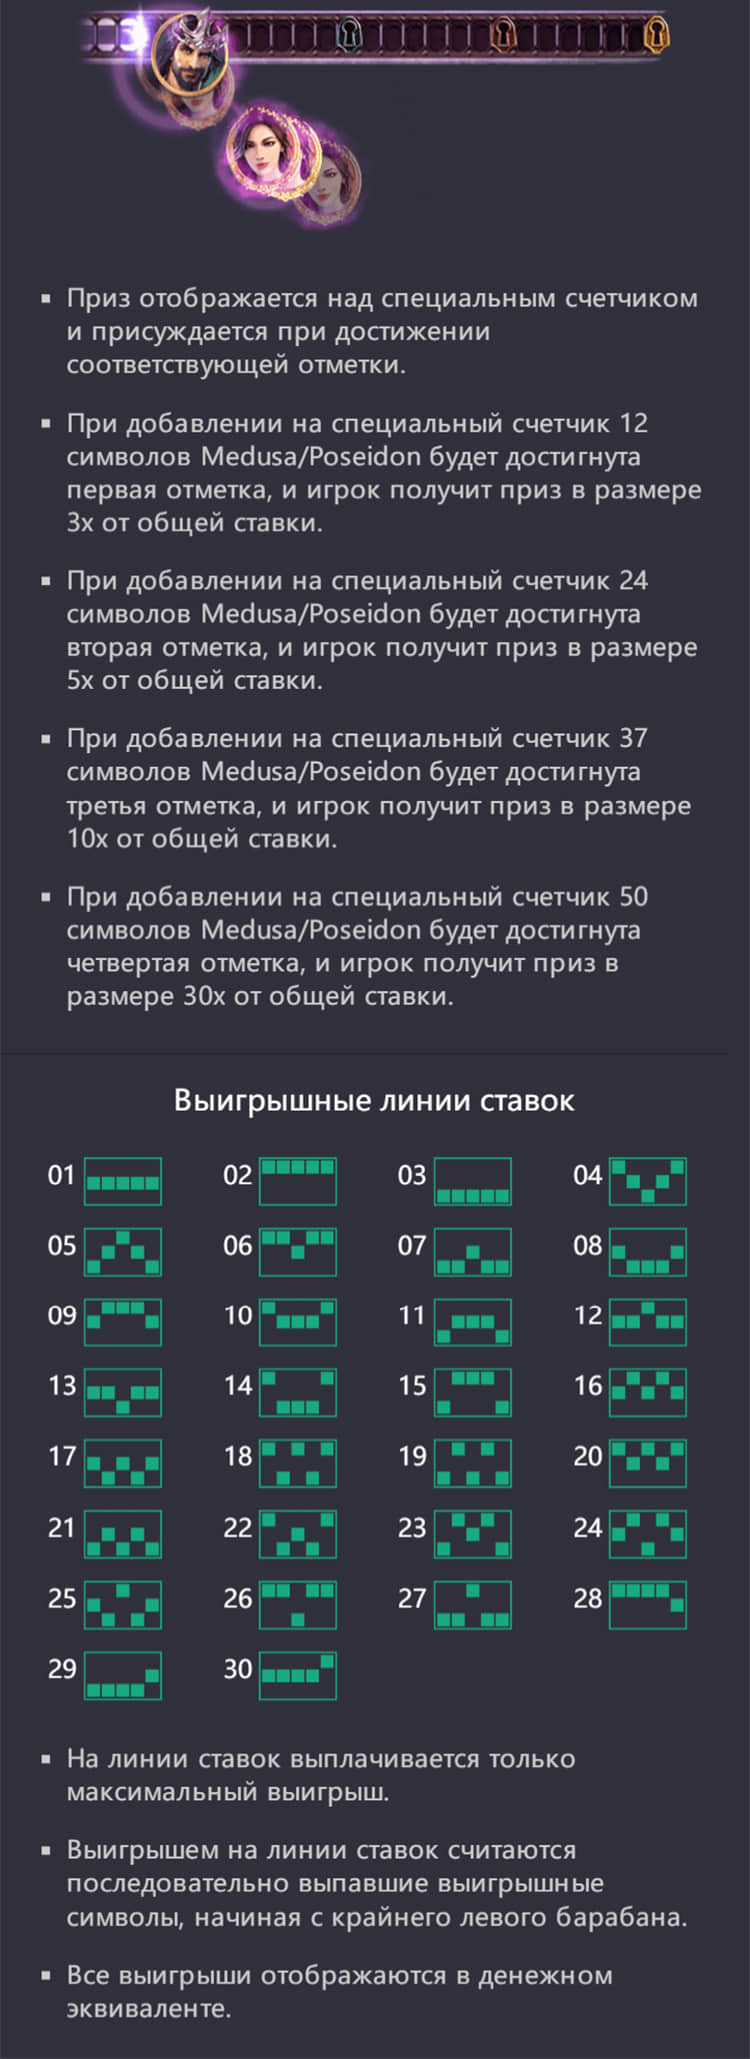 Приз отображается над специальным счетчиком
и присуждается при достижении
соответствующей отметки.
При добавлении на специальный счетчик 12
символов Medusa/Poseidon будет достигнута
первая отметка, и игрок получит приз в размере
3x от общей ставки.
При добавлении на специальный счетчик 24
символов Medusa/Poseidon будет достигнута
вторая отметка, и игрок получит приз в размере
5x от общей ставки.
При добавлении на специальный счетчик 37
символов Medusa/Poseidon будет достигнута
третья отметка, и игрок получит приз в размере
10x от общей ставки.
При добавлении на специальный счетчик 50
символов Medusa/Poseidon будет достигнута
четвертая отметка, и игрок получит приз в
размере 30x от общей ставки.
Выигрышные линии ставок
01 02 03 04
05 06 07 08
09 10 11 12
13 14 15 16
17 18 19 20
21 22 23 24
25 26 27 28
29 30
На линии ставок выплачивается только
максимальный выигрыш.
Выигрышем на линии ставок считаются
последовательно выпавшие выигрышные
символы, начиная с крайнего левого барабана.
Все выигрыши отображаются в денежном
эквиваленте.